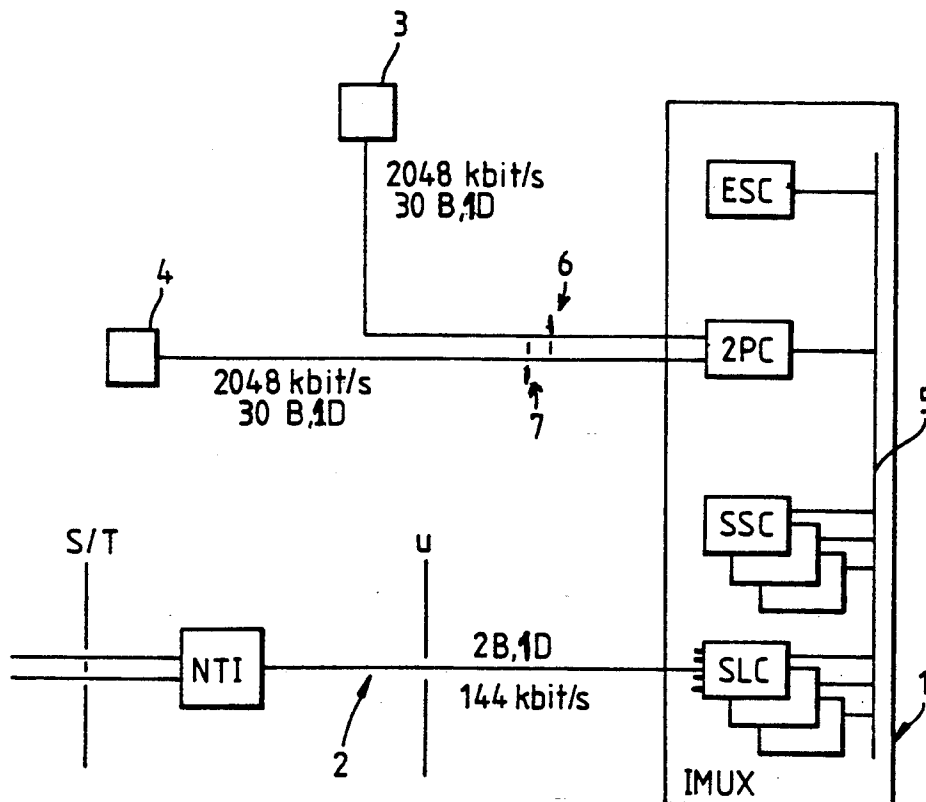 3
2048 kbit/s
30 B,1D
ESC
4
6
2PC
2048 kbit/s
30 B,1D
7
S/T
u
SSC
NTI
2B,1D
SLC
144 kbit/s
1
2
IMUX